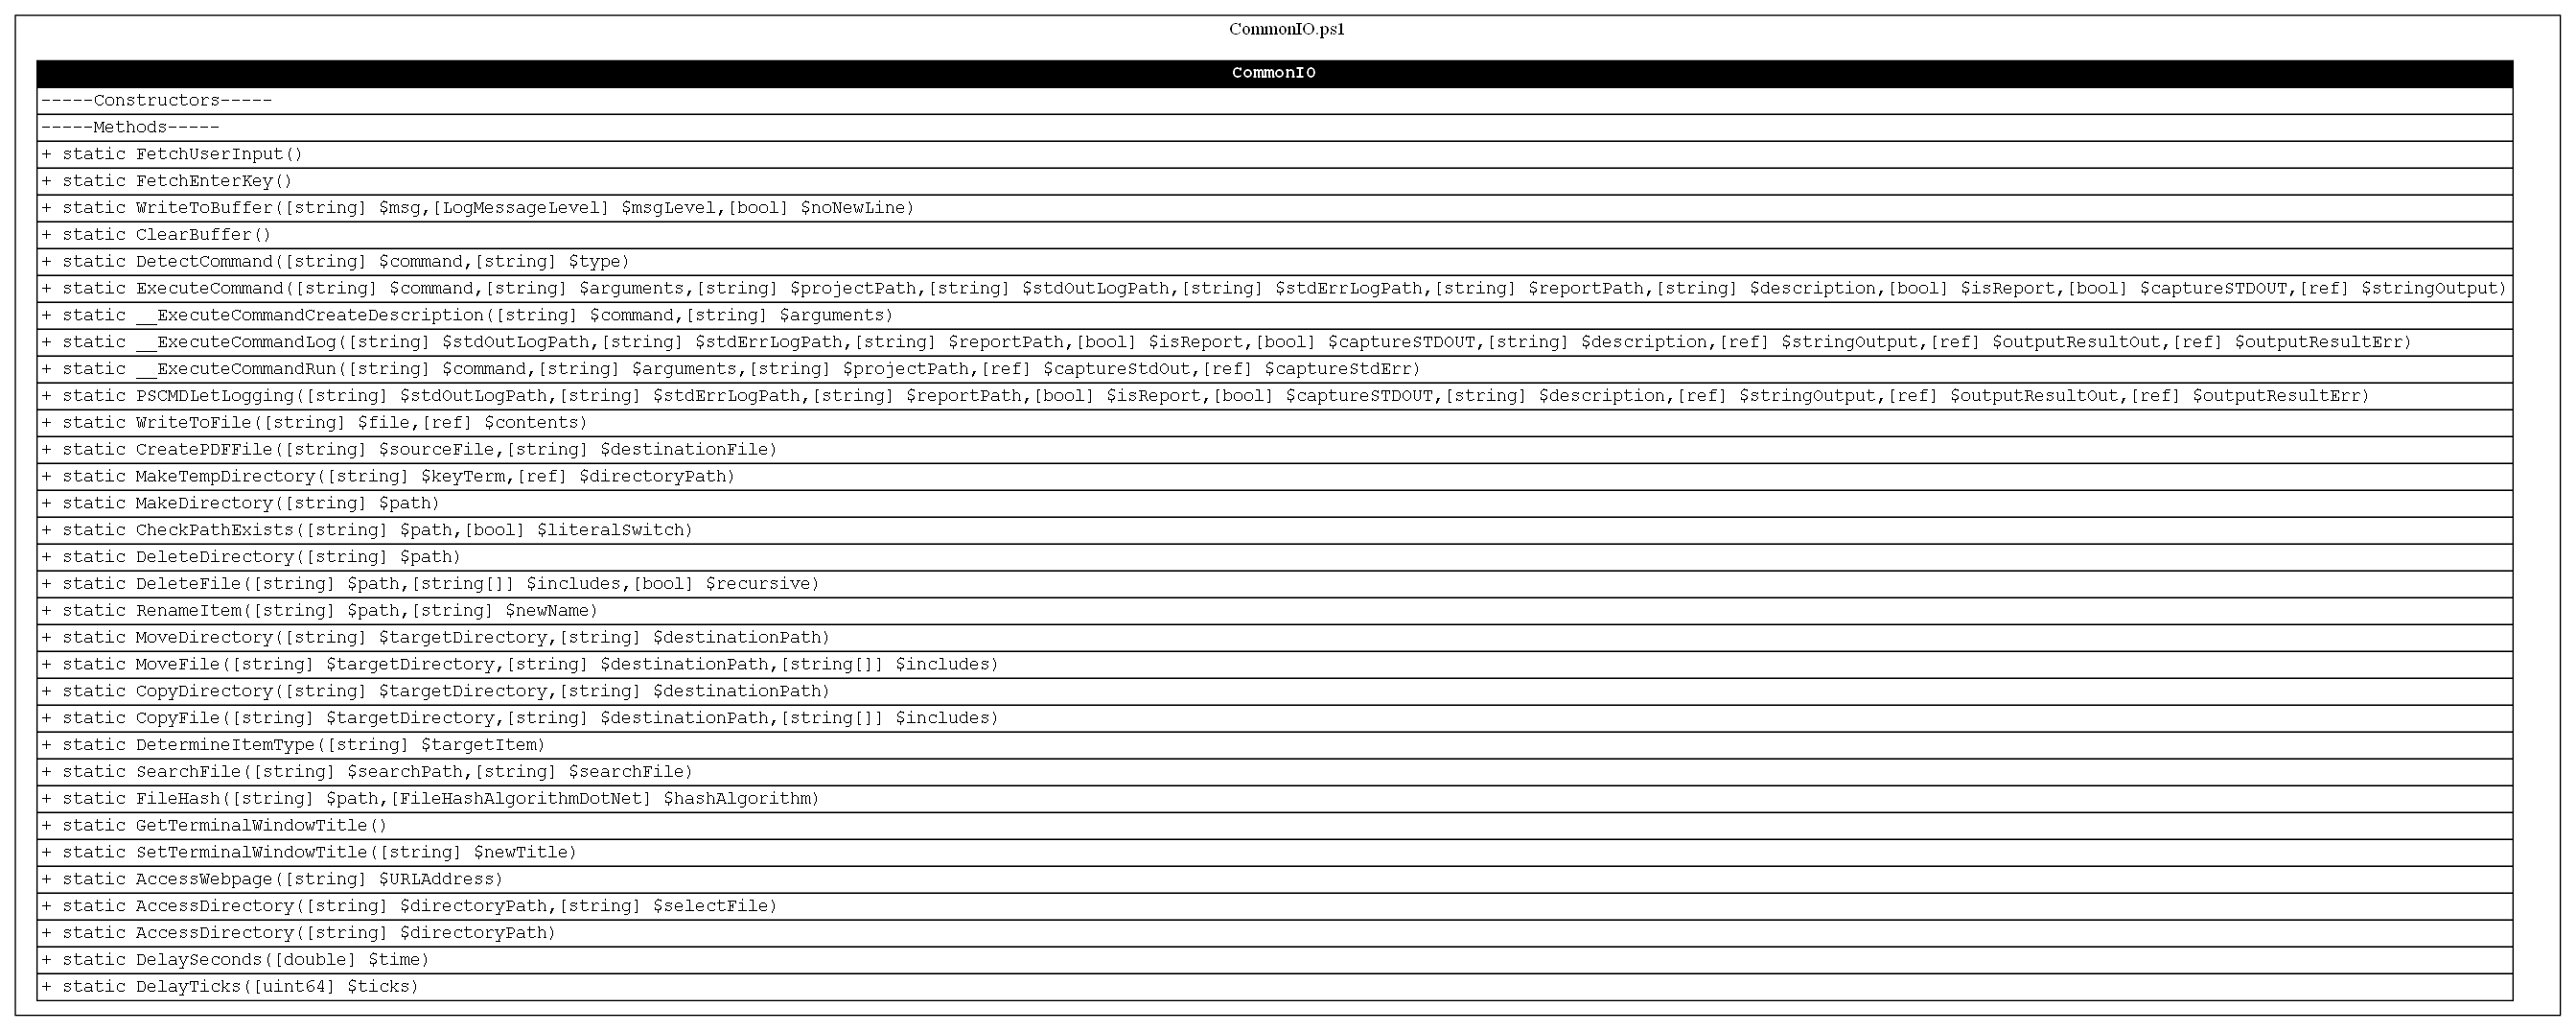 CommonIO.ps1
CommonIO
-----Constructors-----
-----Methods-----
+ static FetchUserInput()
+ static FetchEnterKey()
+ static WriteToBuffer([string] $msg,[LogMessageLevel] $msgLevel,[bool] $noNewLine)
+ static ClearBuffer()
+ static DetectCommand([string] $command,[string] $type)
+ static ExecuteCommand([string] $command,[string] $arguments,[string] $projectPath,[string] $stdOutLogPath,[string] $stdErrLogPath,[string] $reportPath,[string] $description,[bool] $isReport,[bool] $captureSTDOUT,[ref] $stringOutput)
+ static __ExecuteCommandCreateDescription([string] $command,[string] $arguments)
+ static __ExecuteCommandLog([string] $stdOutLogPath,[string] $stdErrLogPath,[string] $reportPath,[bool] $isReport,[bool] $captureSTDOUT,[string] $description,[ref] $stringOutput,[ref] $outputResultOut,[ref] $outputResultErr)
+ static __ExecuteCommandRun([string] $command,[string] $arguments,[string] $projectPath,[ref] $captureStdOut,[ref] $captureStdErr)
+ static PSCMDLetLogging([string] $stdOutLogPath,[string] $stdErrLogPath,[string] $reportPath,[bool] $isReport,[bool] $captureSTDOUT,[string] $description,[ref] $stringOutput,[ref] $outputResultOut,[ref] $outputResultErr)
+ static WriteToFile([string] $file,[ref] $contents)
+ static CreatePDFFile([string] $sourceFile,[string] $destinationFile)
+ static MakeTempDirectory([string] $keyTerm,[ref] $directoryPath)
+ static MakeDirectory([string] $path)
+ static CheckPathExists([string] $path,[bool] $literalSwitch)
+ static DeleteDirectory([string] $path)
+ static DeleteFile([string] $path,[string[]] $includes,[bool] $recursive)
+ static RenameItem([string] $path,[string] $newName)
+ static MoveDirectory([string] $targetDirectory,[string] $destinationPath)
+ static MoveFile([string] $targetDirectory,[string] $destinationPath,[string[]] $includes)
+ static CopyDirectory([string] $targetDirectory,[string] $destinationPath)
+ static CopyFile([string] $targetDirectory,[string] $destinationPath,[string[]] $includes)
+ static DetermineItemType([string] $targetItem)
+ static SearchFile([string] $searchPath,[string] $searchFile)
+ static FileHash([string] $path,[FileHashAlgorithmDotNet] $hashAlgorithm)
+ static GetTerminalWindowTitle()
+ static SetTerminalWindowTitle([string] $newTitle)
+ static AccessWebpage([string] $URLAddress)
+ static AccessDirectory([string] $directoryPath,[string] $selectFile)
+ static AccessDirectory([string] $directoryPath)
+ static DelaySeconds([double] $time)
+ static DelayTicks([uint64] $ticks)